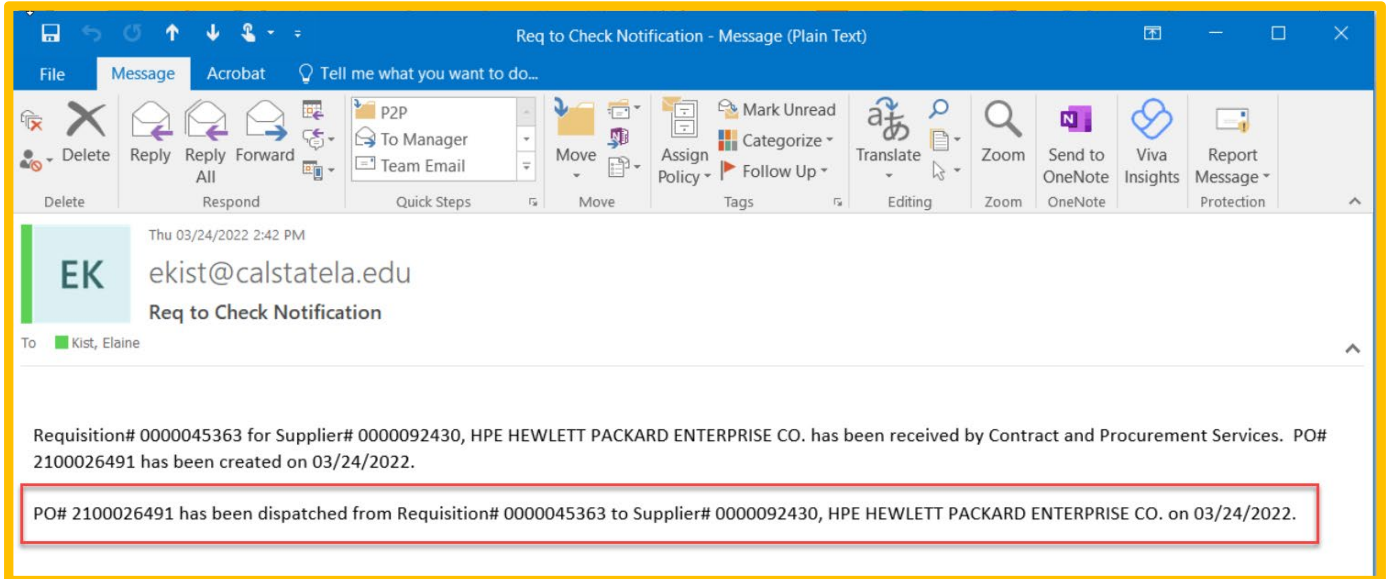 Req to Check Notification - Message (Plain Text)
File Message Acrobat Tell me what you want to do...
Delete
Reply Reply All Forward
P2P
To Manager
Team Email
Move
Assign Policy
Mark Unread
Categorize
Follow Up
Translate
Zoom
Send to OneNote
Viva Insights
Report Message
Delete Respond Quick Steps Move Tags Editing Zoom OneNote Protection
Thu 03/24/2022 2:42 PM
EK
ekist@calstatela.edu
Req to Check Notification
To Kist, Elaine
Requisition# 0000045363 for Supplier# 0000092430, HPE HEWLETT PACKARD ENTERPRISE CO. has been received by Contract and Procurement Services. PO#
2100026491 has been created on 03/24/2022.
PO# 2100026491 has been dispatched from Requisition# 0000045363 to Supplier# 0000092430, HPE HEWLETT PACKARD ENTERPRISE CO. on 03/24/2022.